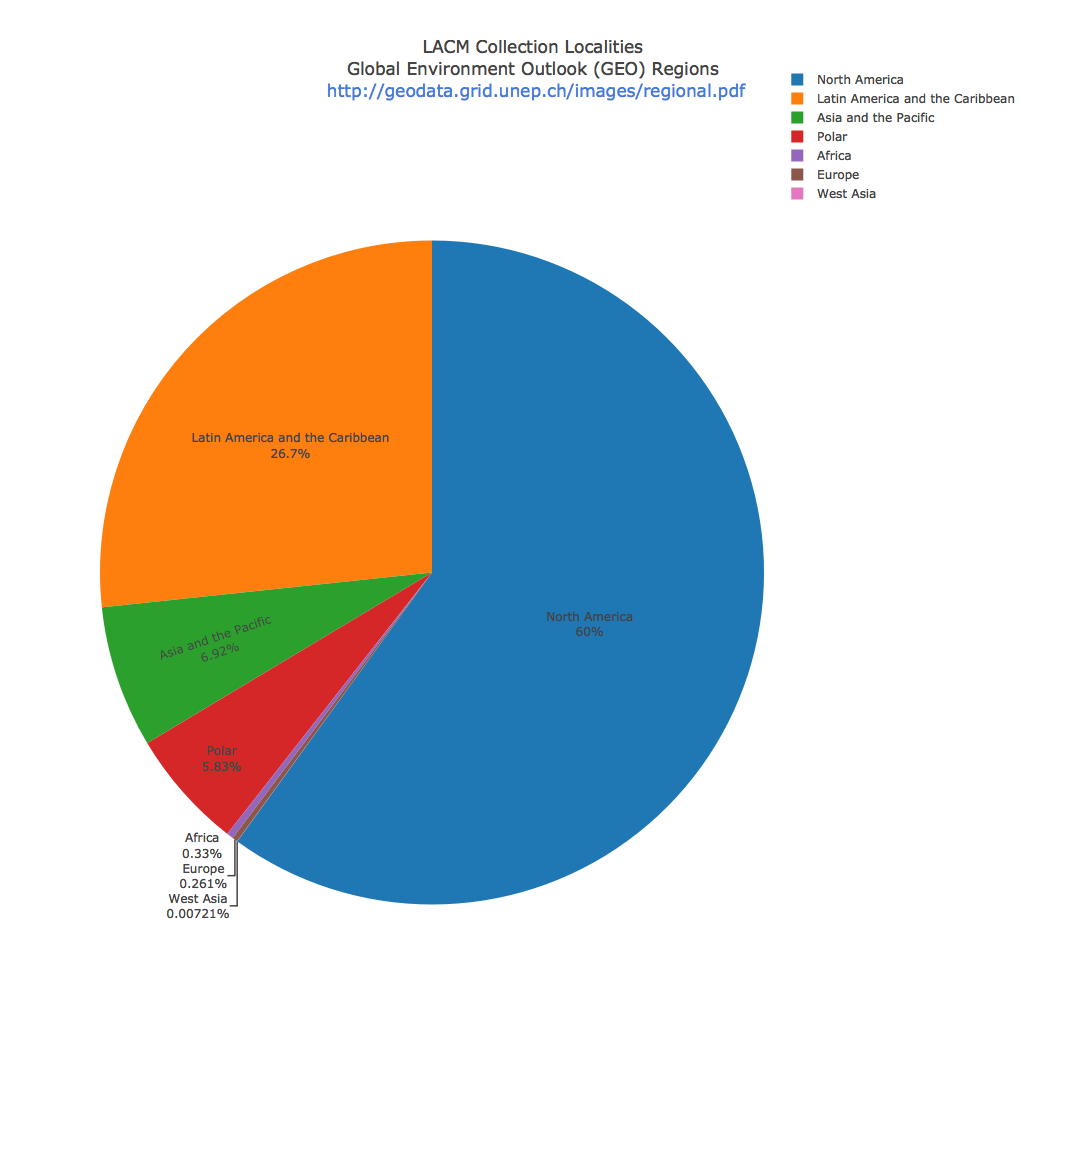 LACM Collection Localities
Global Environment Outlook (GEO) Regions
http://geodata.grid.unep.ch/images/regional.pdf
North America
Latin America and the Caribbean
Asia and the Pacific
Polar
Africa
Europe
West Asia
Latin America and the Caribbean
26.7%
North America
60%
Asia and the Pacific
6.92%
Polar
5.83%
Africa
0.33%
Europe
0.261%
West Asia
0.00721%